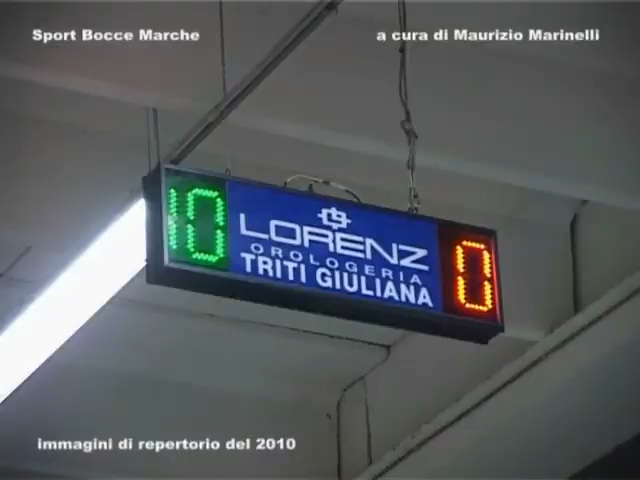 Sport Bocce Marche
a cura di Maurizio Marinelli
10
LORENZ
OROLOGERIA
TRITI GIULIANA
0
immagini di repertorio del 2010